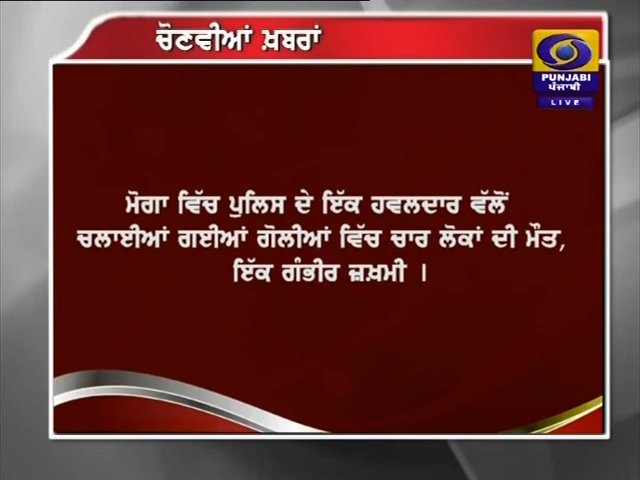 ਚੋਣਵੀਆਂ ਖ਼ਬਰਾਂ
PUNJABI
ਪੰਜਾਬੀ
LIVE
ਮੋਗਾ ਵਿੱਚ ਪੁਲਿਸ ਦੇ ਇੱਕ ਹਵਲਦਾਰ ਵੱਲੋਂ
ਚਲਾਈਆਂ ਗਈਆਂ ਗੋਲੀਆਂ ਵਿੱਚ ਚਾਰ ਲੋਕਾਂ ਦੀ ਮੌਤ,
ਇੱਕ ਗੰਭੀਰ ਜ਼ਖ਼ਮੀ ।